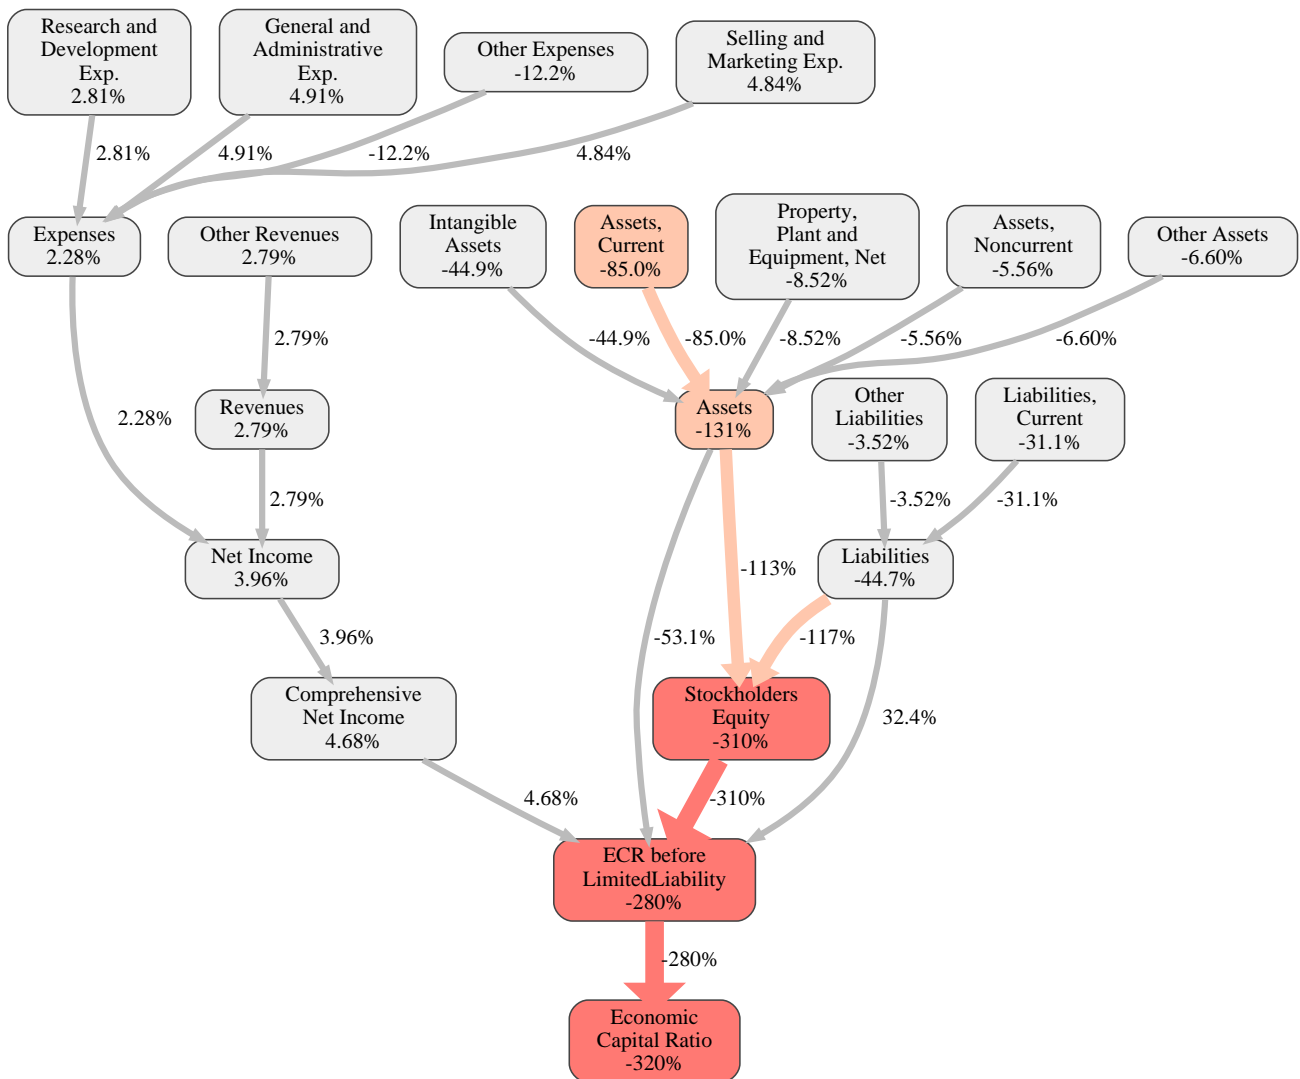 Research and
Development
Exp.
2.81%
General and
Administrative
Exp.
4.91%
Other Expenses
-12.2%
Selling and
Marketing Exp.
4.84%
2.81%
4.91%
-12.2%
4.84%
Expenses
2.28%
Other Revenues
2.79%
Intangible
Assets
-44.9%
Assets,
Current
-85.0%
Property,
Plant and
Equipment, Net
-8.52%
Assets,
Noncurrent
-5.56%
Other Assets
-6.60%
2.79%
-44.9%
-85.0%
-8.52%
-5.56%
-6.60%
2.28%
Revenues
2.79%
Assets
-131%
Other
Liabilities
-3.52%
Liabilities,
Current
-31.1%
2.79%
-3.52%
-31.1%
Net Income
3.96%
-113%
Liabilities
-44.7%
3.96%
-53.1%
-117%
Comprehensive
Net Income
4.68%
Stockholders
Equity
-310%
32.4%
4.68%
-310%
ECR before
LimitedLiability
-280%
-280%
Economic
Capital Ratio
-320%